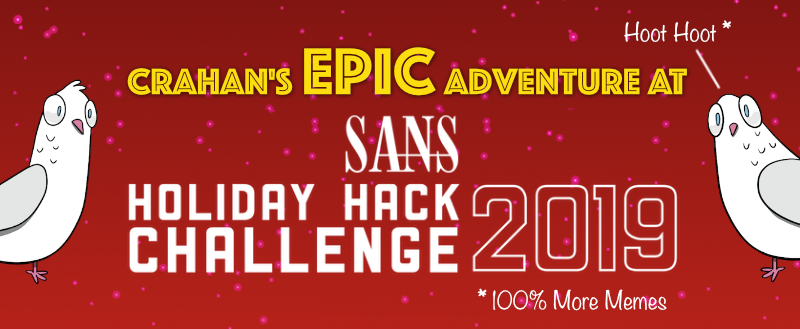 Hoot Hoot *
CRAHAN'S EPIC ADVENTURE AT
SANS
HOLIDAY HACK
CHALLENGE 2019
* 100% More Memes